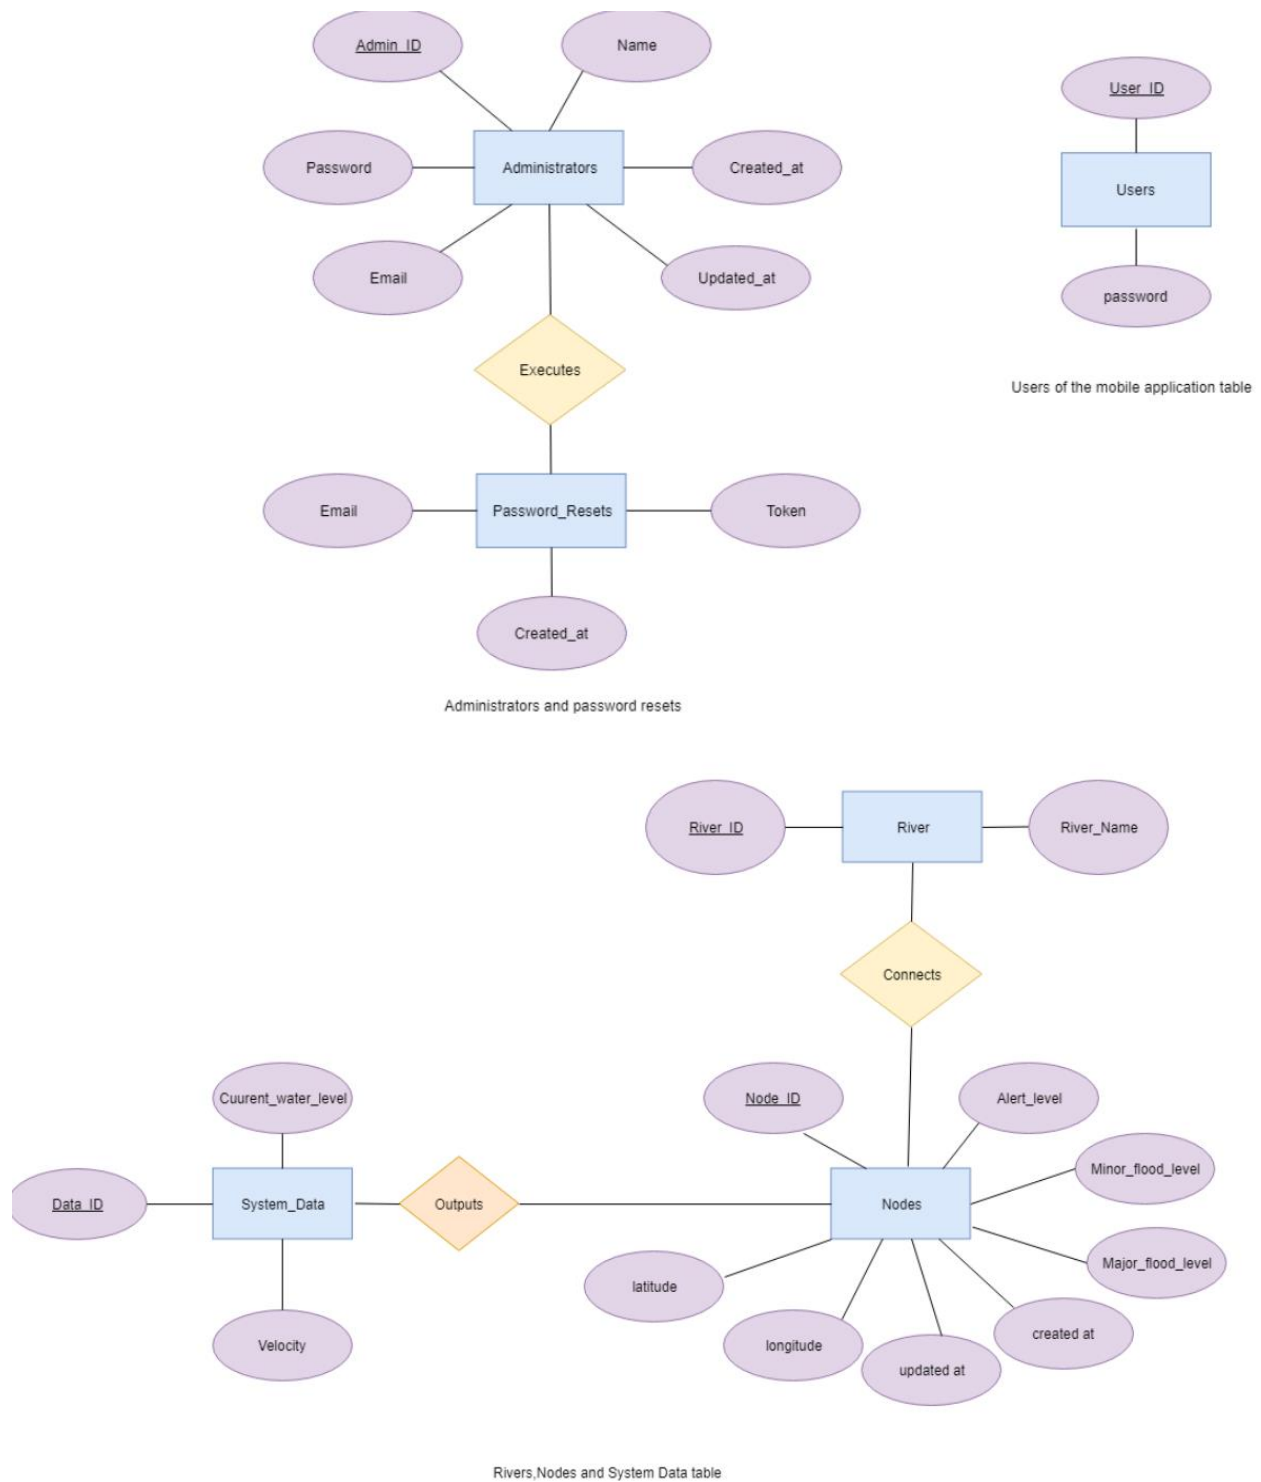 Admin_ID
Name
User_ID
Password
Administrators
Created_at
Users
Email
Updated_at
password
Executes
Users of the mobile application table
Email
Password_Resets
Token
Created_at
Administrators and password resets
River_ID
River
River_Name
Connects
Cuurent_water_level
Node_ID
Alert_level
Minor_flood_level
Data_ID
System_Data
Outputs
Nodes
Major_flood_level
latitude
created at
Velocity
longitude
updated at
Rivers,Nodes and System Data table